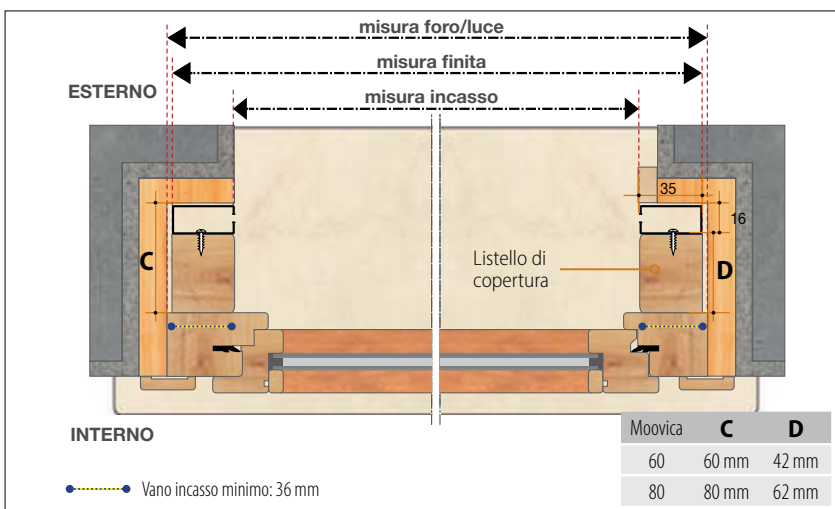 misura foro/luce
misura finita
ESTERNO
misura incasso
35
16
C
Listello di
copertura
D
INTERNO
Moovica C D
60 60 mm 42 mm
80 80 mm 62 mm
Vano incasso minimo: 36 mm